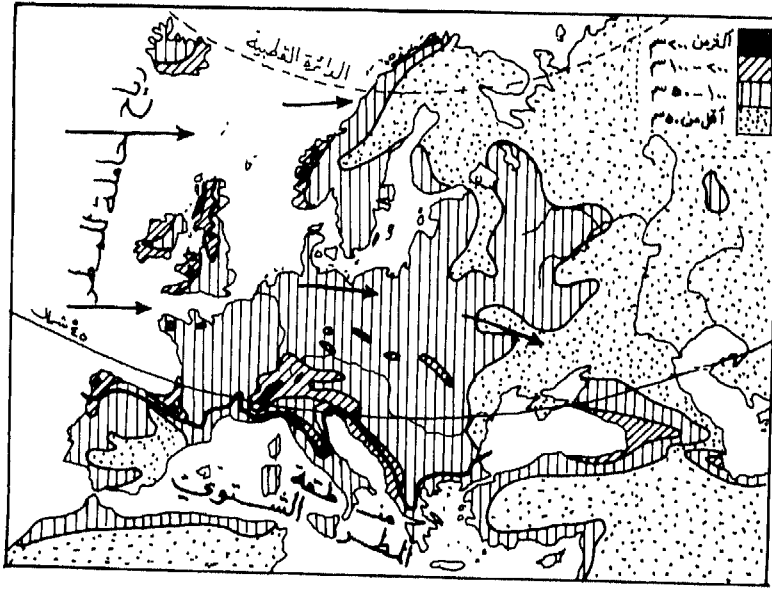 أكثر من ٢٠٠ سم
١٠٠ - ٢٠٠ سم
٥٠ - ١٠٠ سم
أقل من ٥٠ سم
الدائرة القطبية
رياح حاملة المطر
٤٥° شمالا
منطقة
المطر الشتوي